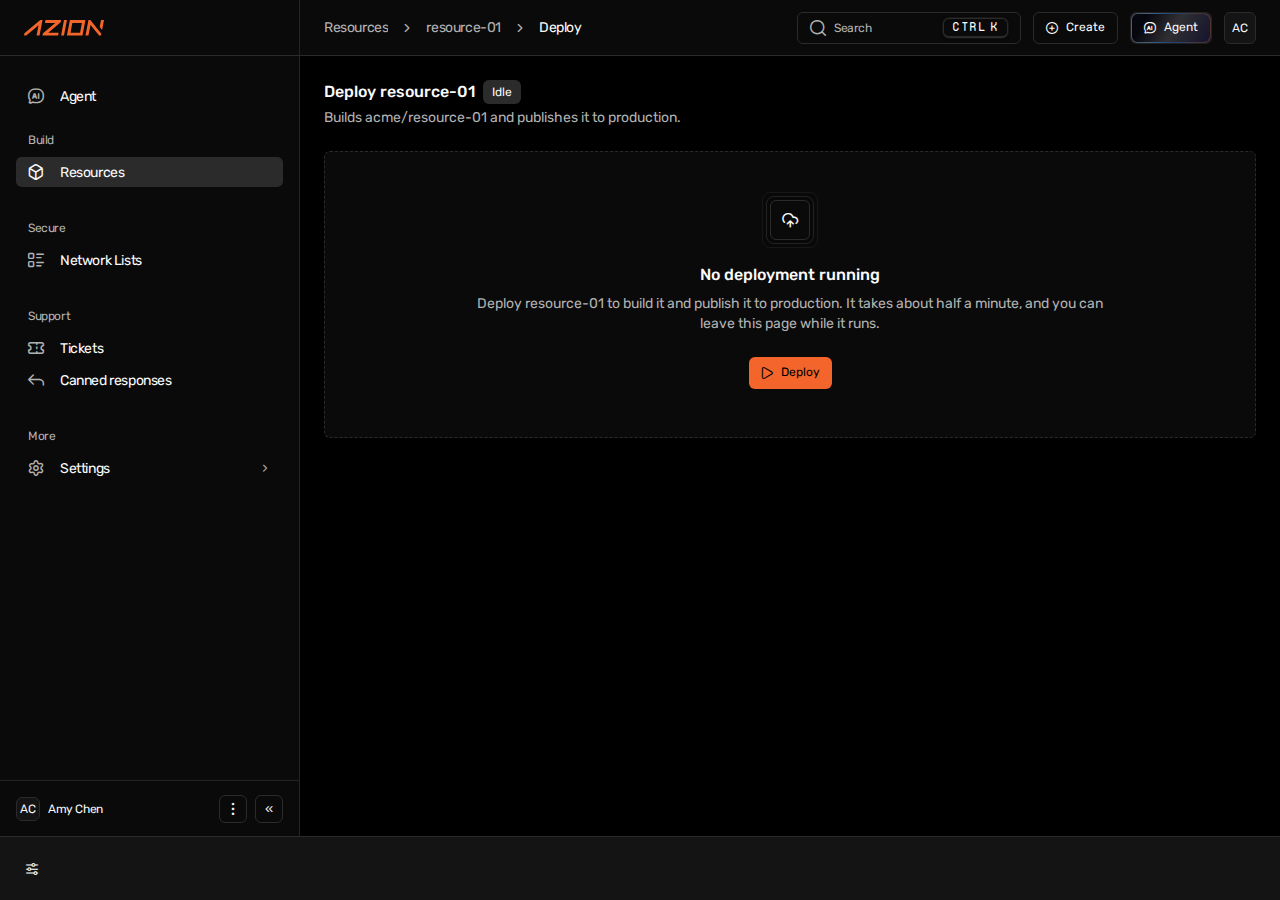 AZION
Resources
resource-01
Deploy
Search
CTRL K
Create
Agent
AC
Agent
Build
Resources
Secure
Network Lists
Support
Tickets
Canned responses
More
Settings
Deploy resource-01
Idle
Builds acme/resource-01 and publishes it to production.
No deployment running
Deploy resource-01 to build it and publish it to production. It takes about half a minute, and you can
leave this page while it runs.
Deploy
AC
Amy Chen